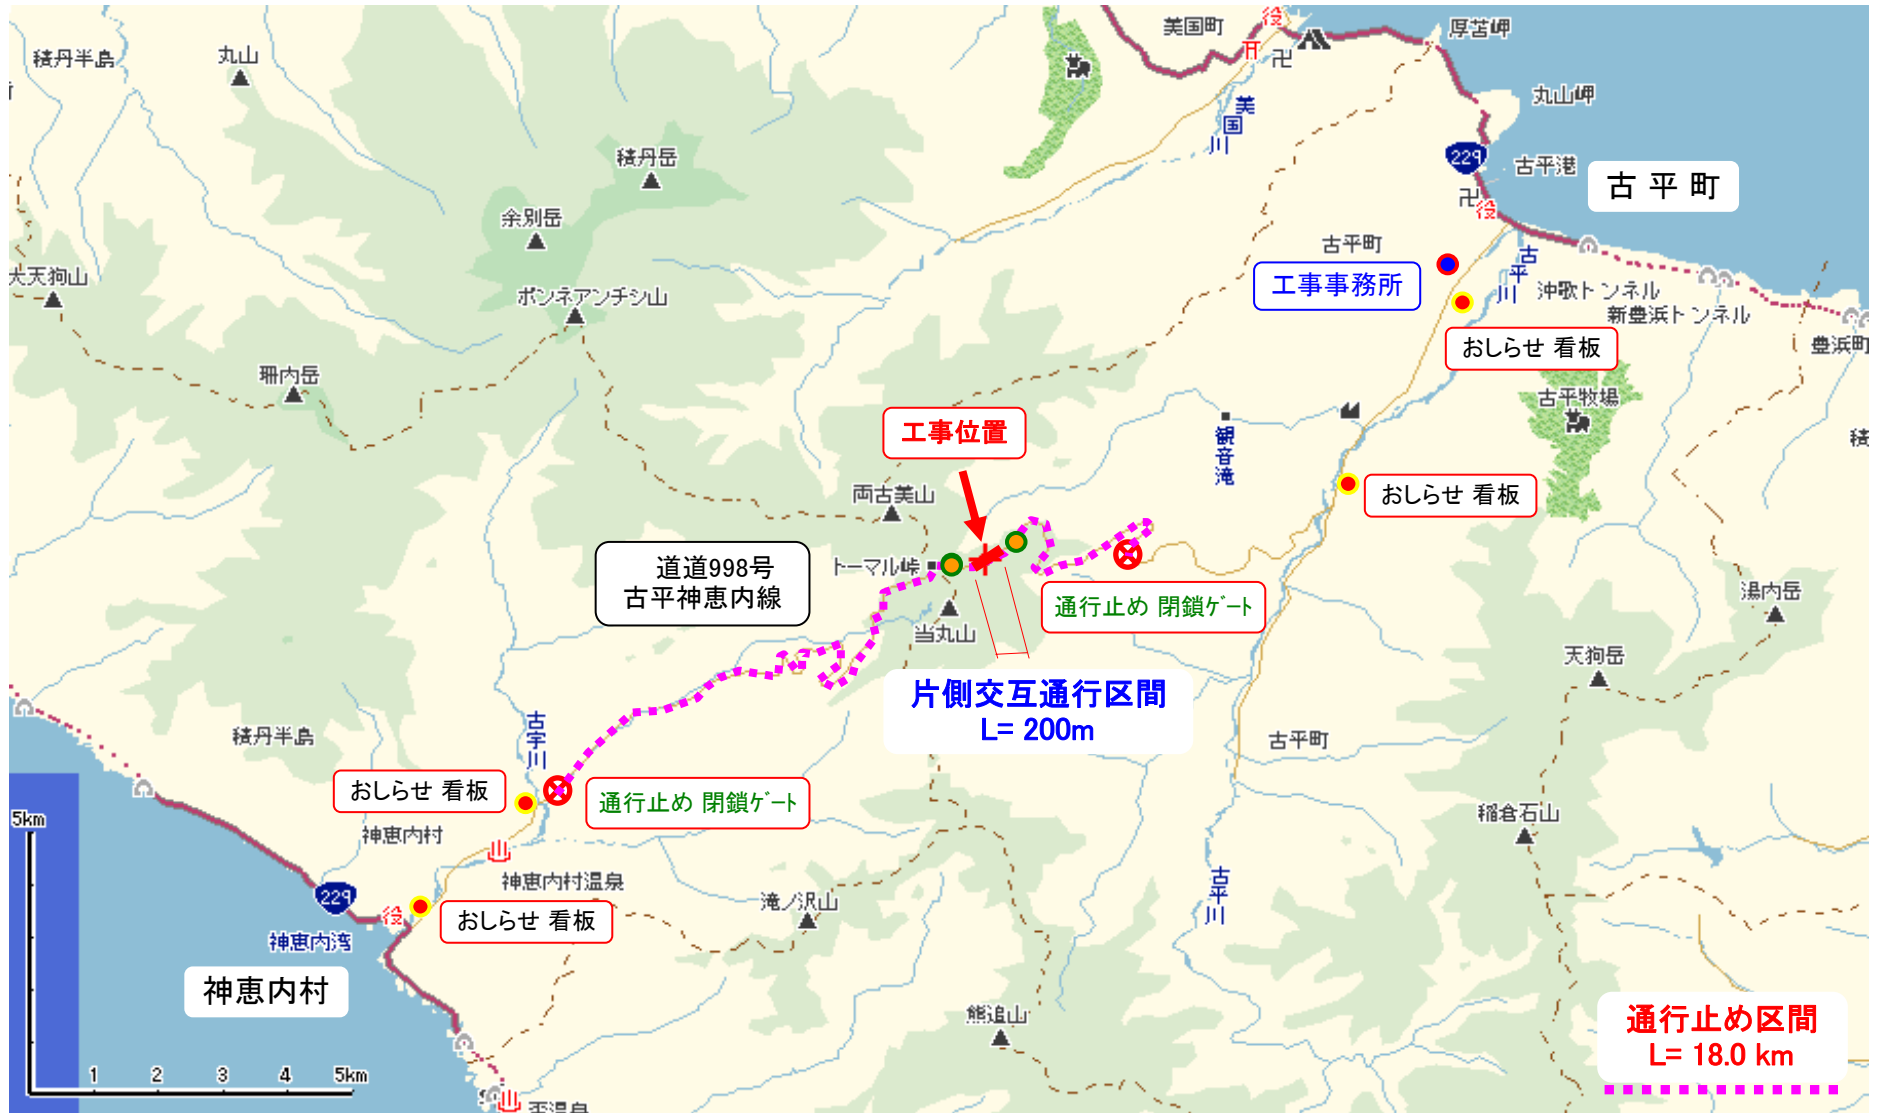 積丹半島
丸山
美国町
役
厚苫岬
丸山岬
美国川
積丹岳
229
古平港
古 平 町
役
余別岳
古平町
古平川
大天狗山
工事事務所
ポンネアンチシ山
沖歌トンネル
新豊浜トンネル
おしらせ 看板
豊浜町
珊内岳
古平牧場
工事位置
観音滝
積
両古美山
おしらせ 看板
道道998号
古平神恵内線
トーマル峠
通行止め 閉鎖ゲート
湯内岳
当丸山
天狗岳
片側交互通行区間
L= 200m
積丹半島
古宇川
古平町
おしらせ 看板
通行止め 閉鎖ゲート
5km
神恵内村
稲倉石山
神恵内村温泉
229
役
おしらせ 看板
滝ノ沢山
古平川
神恵内湾
神恵内村
熊追山
通行止め区間
L= 18.0 km
1 2 3 4 5km